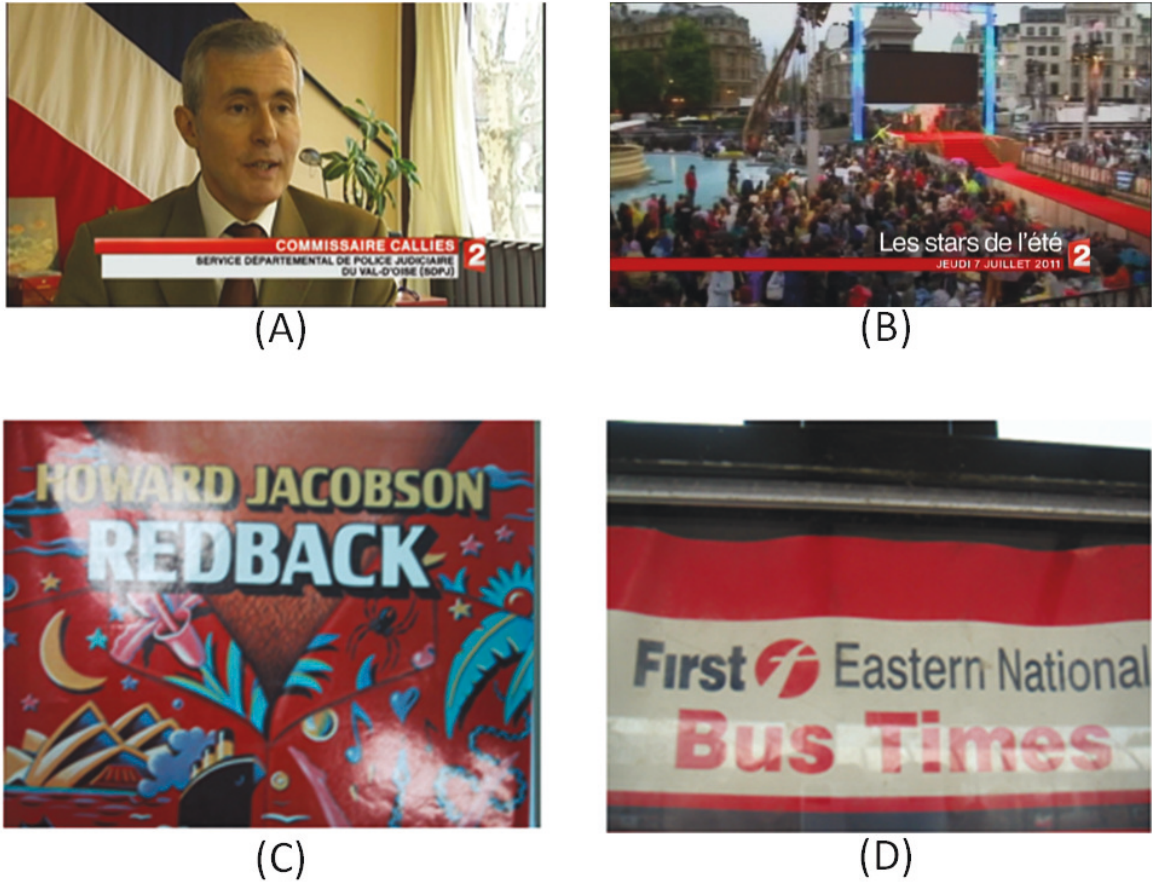 COMMISSAIRE CALLIES
2
SERVICE DÉPARTEMENTAL DE POLICE JUDICIAIRE
DU VAL-D'OISE (SDPJ)
(A)
Les stars de l'été
2
JEUDI 7 JUILLET 2011
(B)
HOWARD JACOBSON
REDBACK
(C)
First f Eastern National
Bus Times
(D)